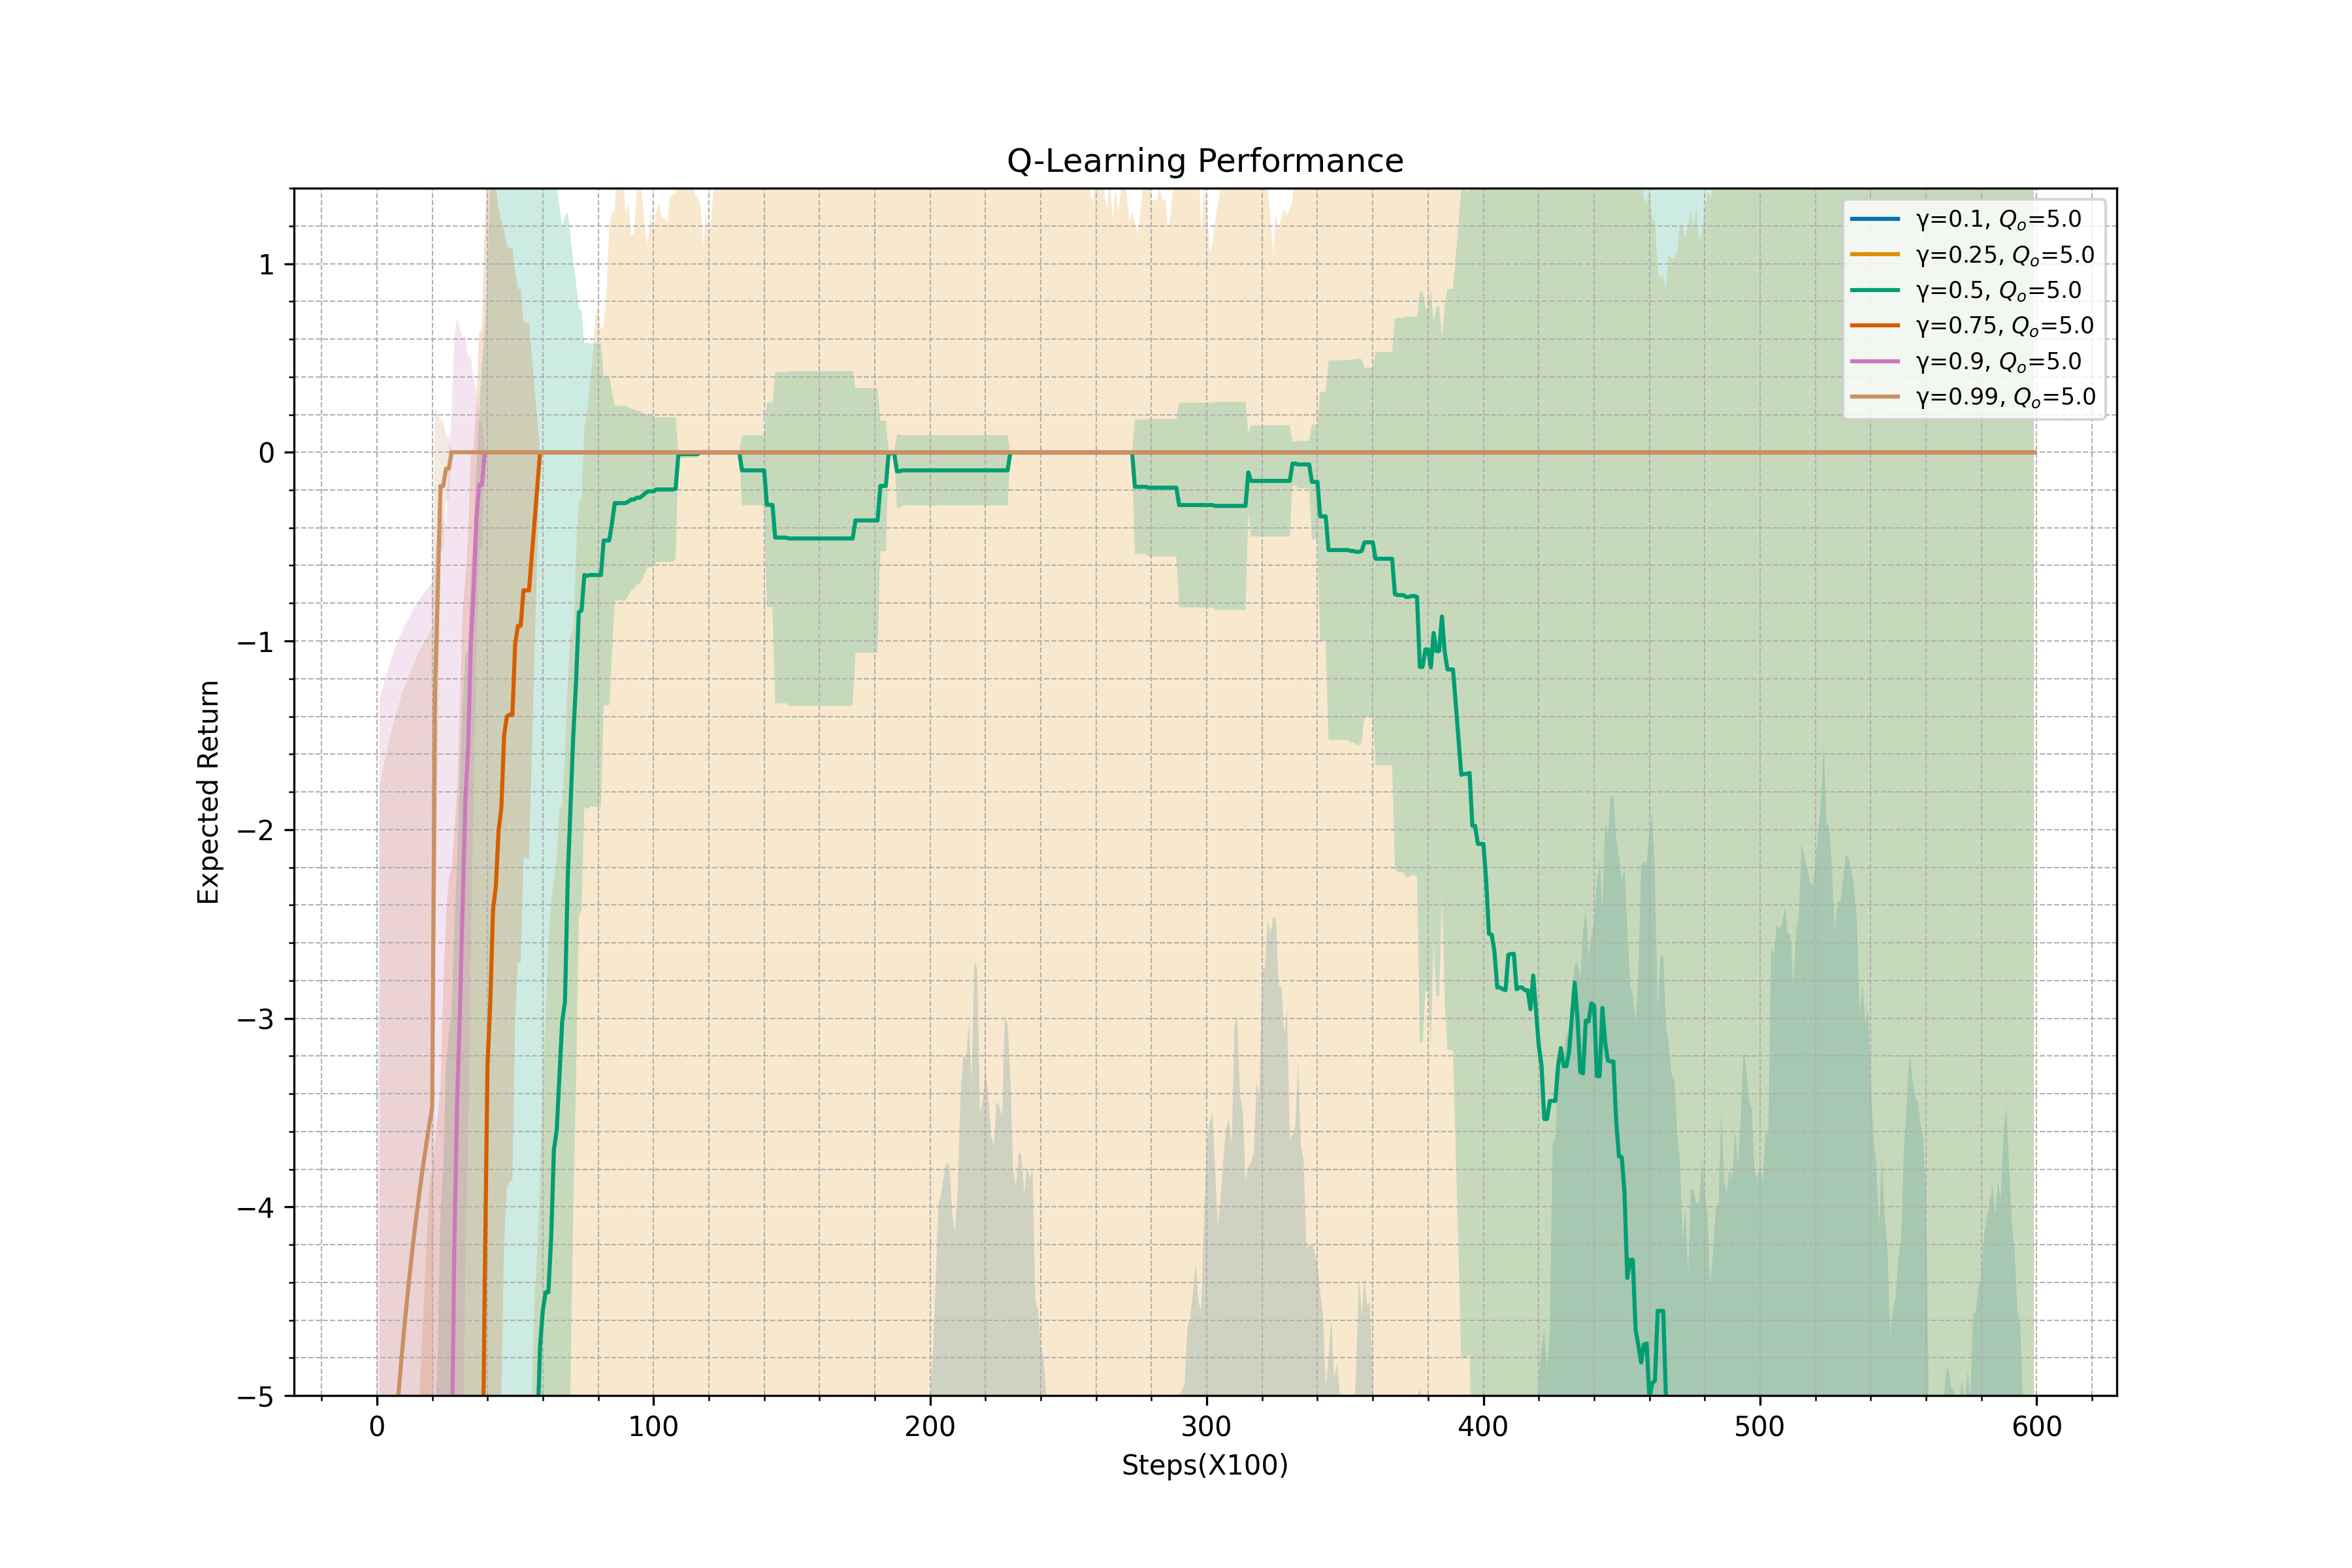 Q-Learning Performance
γ=0.1, Qo=5.0
γ=0.25, Qo=5.0
γ=0.5, Qo=5.0
γ=0.75, Qo=5.0
γ=0.9, Qo=5.0
γ=0.99, Qo=5.0
Expected Return
1
0
−1
−2
−3
−4
−5
0 100 200 300 400 500 600
Steps(X100)